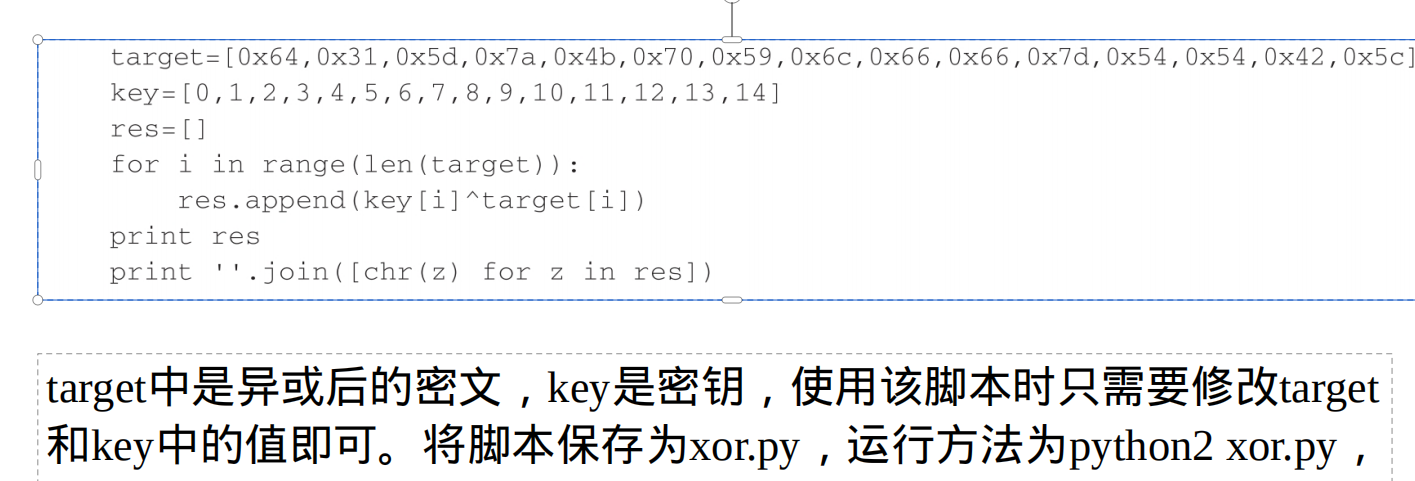 target=[0x64,0x31,0x5d,0x7a,0x4b,0x70,0x59,0x6c,0x66,0x66,0x7d,0x54,0x54,0x42,0x5c]
key=[0,1,2,3,4,5,6,7,8,9,10,11,12,13,14]
res=[]
for i in range(len(target)):
    res.append(key[i]^target[i])
print res
print ''.join([chr(z) for z in res])
target中是异或后的密文，key是密钥，使用该脚本时只需要修改target
和key中的值即可。将脚本保存为xor.py，运行方法为python2 xor.py，